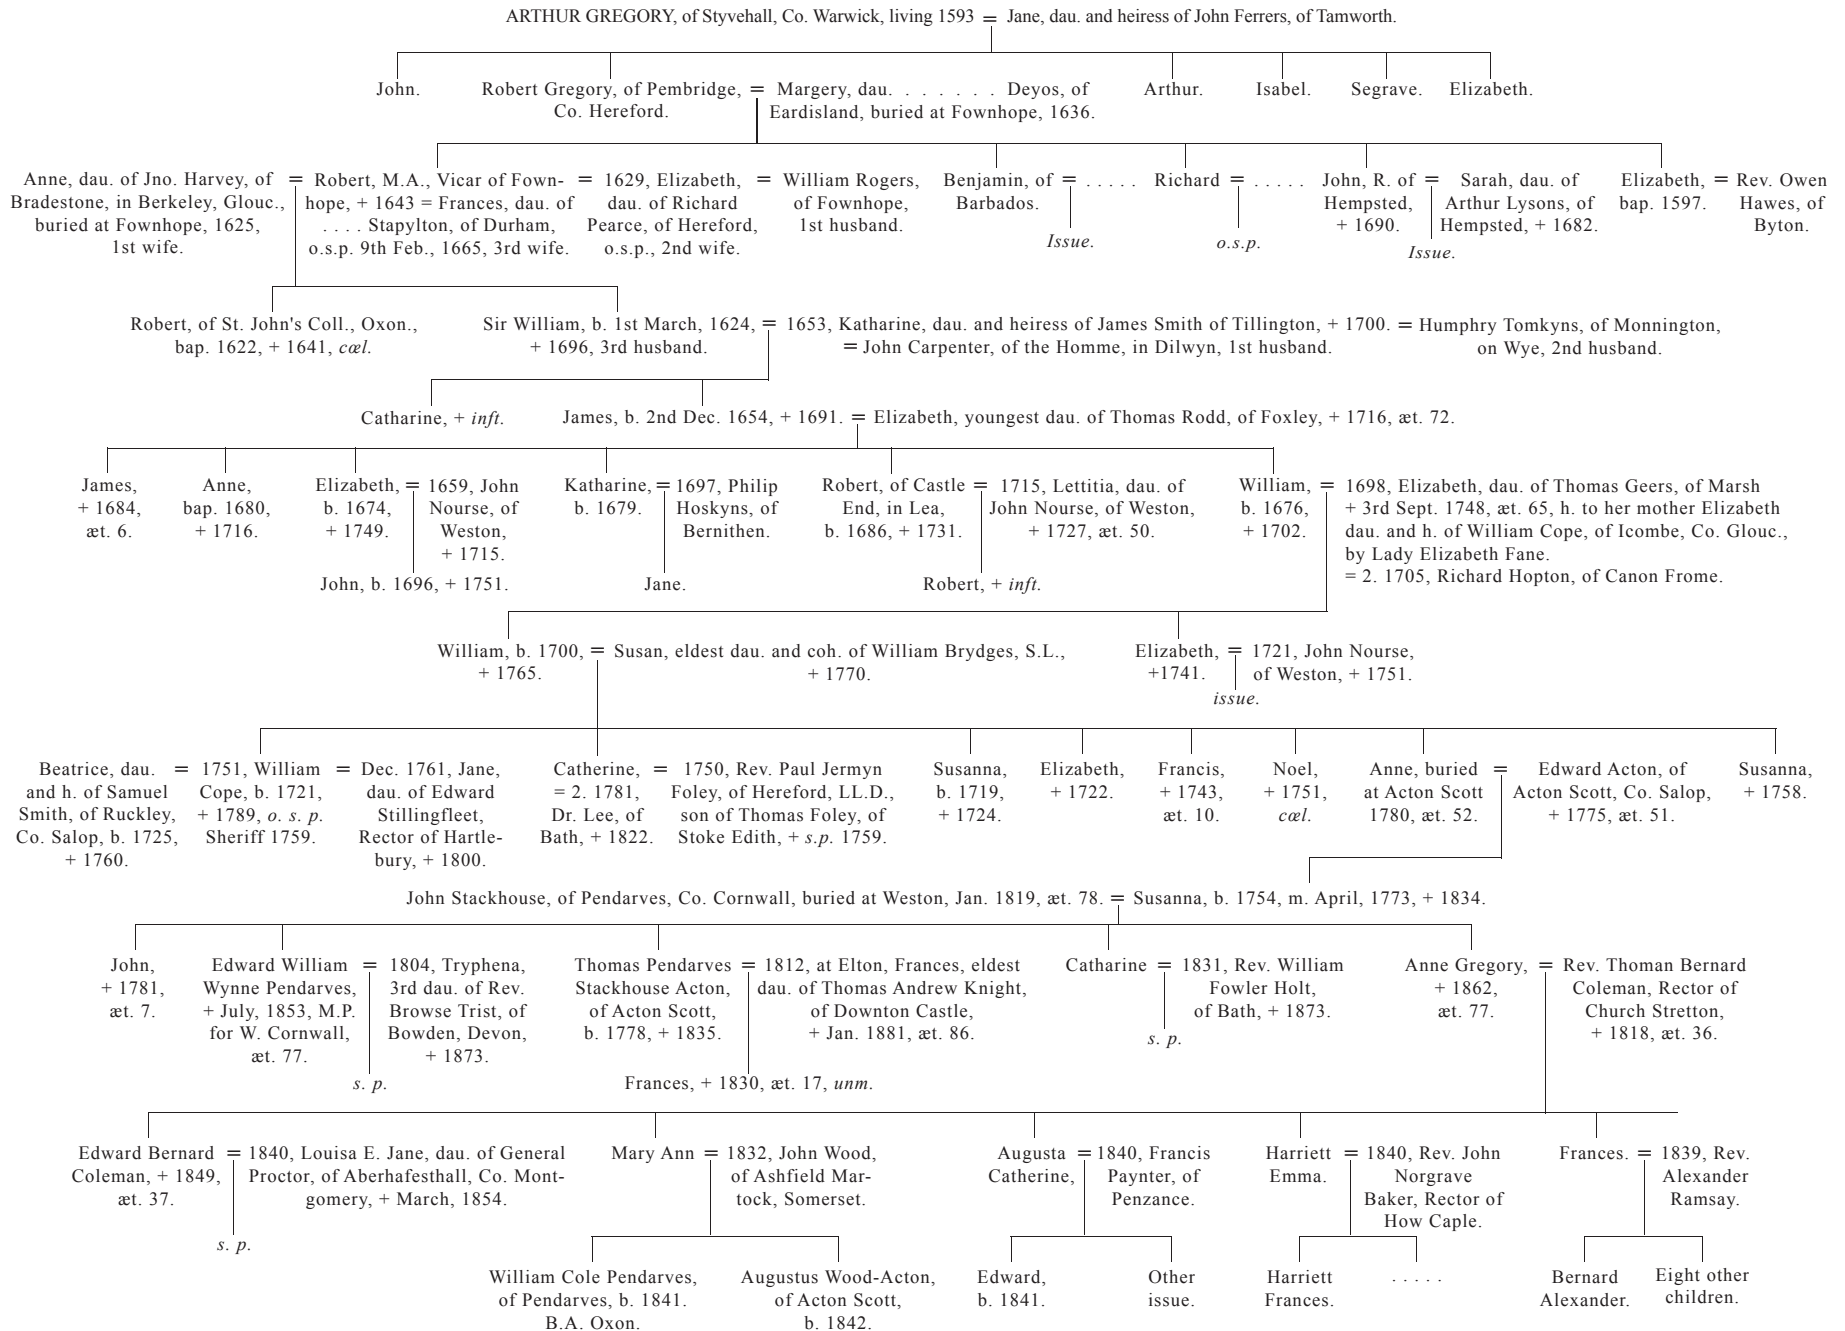 ARTHUR GREGORY, of Styvehall, Co. Warwick, living 1593 = Jane, dau. and heiress of John Ferrers, of Tamworth.
John.
Robert Gregory, of Pembridge,
Co. Hereford.
= Margery, dau. . . . . . . . Deyos, of
Eardisland, buried at Fownhope, 1636.
Arthur.
Isabel.
Segrave.
Elizabeth.
Anne, dau. of Jno. Harvey, of
Bradestone, in Berkeley, Glouc.,
buried at Fownhope, 1625,
1st wife.
= Robert, M.A., Vicar of Fown-
hope, + 1643 = Frances, dau. of
. . . . Stapylton, of Durham,
o.s.p. 9th Feb., 1665, 3rd wife.
= 1629, Elizabeth,
dau. of Richard
Pearce, of Hereford,
o.s.p., 2nd wife.
= William Rogers,
of Fownhope,
1st husband.
Benjamin, of
Barbados.
= . . . . .
Issue.
Richard = . . . . .
o.s.p.
John, R. of
Hempsted,
+ 1690.
= Sarah, dau. of
Arthur Lysons, of
Hempsted, + 1682.
Issue.
Elizabeth,
bap. 1597.
= Rev. Owen
Hawes, of
Byton.
Robert, of St. John's Coll., Oxon.,
bap. 1622, + 1641, cœl.
Sir William, b. 1st March, 1624,
+ 1696, 3rd husband.
= 1653, Katharine, dau. and heiress of James Smith of Tillington, + 1700.
= John Carpenter, of the Homme, in Dilwyn, 1st husband.
= Humphry Tomkyns, of Monnington,
on Wye, 2nd husband.
Catharine, + inft.
James, b. 2nd Dec. 1654, + 1691. = Elizabeth, youngest dau. of Thomas Rodd, of Foxley, + 1716, æt. 72.
James,
+ 1684,
æt. 6.
Anne,
bap. 1680,
+ 1716.
Elizabeth,
b. 1674,
+ 1749.
= 1659, John
Nourse, of
Weston,
+ 1715.
John, b. 1696, + 1751.
Katharine,
b. 1679.
= 1697, Philip
Hoskyns, of
Bernithen.
Jane.
Robert, of Castle
End, in Lea,
b. 1686, + 1731.
= 1715, Lettitia, dau. of
John Nourse, of Weston,
+ 1727, æt. 50.
Robert, + inft.
William,
b. 1676,
+ 1702.
= 1698, Elizabeth, dau. of Thomas Geers, of Marsh
+ 3rd Sept. 1748, æt. 65, h. to her mother Elizabeth
dau. and h. of William Cope, of Icombe, Co. Glouc.,
by Lady Elizabeth Fane.
= 2. 1705, Richard Hopton, of Canon Frome.
William, b. 1700,
+ 1765.
= Susan, eldest dau. and coh. of William Brydges, S.L.,
+ 1770.
Elizabeth,
+1741.
= 1721, John Nourse,
of Weston, + 1751.
issue.
Beatrice, dau.
and h. of Samuel
Smith, of Ruckley,
Co. Salop, b. 1725,
+ 1760.
= 1751, William
Cope, b. 1721,
+ 1789, o. s. p.
Sheriff 1759.
= Dec. 1761, Jane,
dau. of Edward
Stillingfleet,
Rector of Hartle-
bury, + 1800.
Catherine,
= 2. 1781,
Dr. Lee, of
Bath, + 1822.
= 1750, Rev. Paul Jermyn
Foley, of Hereford, LL.D.,
son of Thomas Foley, of
Stoke Edith, + s.p. 1759.
Susanna,
b. 1719,
+ 1724.
Elizabeth,
+ 1722.
Francis,
+ 1743,
æt. 10.
Noel,
+ 1751,
cœl.
Anne, buried
at Acton Scott
1780, æt. 52.
= Edward Acton, of
Acton Scott, Co. Salop,
+ 1775, æt. 51.
Susanna,
+ 1758.
John Stackhouse, of Pendarves, Co. Cornwall, buried at Weston, Jan. 1819, æt. 78. = Susanna, b. 1754, m. April, 1773, + 1834.
John,
+ 1781,
æt. 7.
Edward William
Wynne Pendarves,
+ July, 1853, M.P.
for W. Cornwall,
æt. 77.
= 1804, Tryphena,
3rd dau. of Rev.
Browse Trist, of
Bowden, Devon,
+ 1873.
s. p.
Thomas Pendarves
Stackhouse Acton,
of Acton Scott,
b. 1778, + 1835.
= 1812, at Elton, Frances, eldest
dau. of Thomas Andrew Knight,
of Downton Castle,
+ Jan. 1881, æt. 86.
Frances, + 1830, æt. 17, unm.
Catharine = 1831, Rev. William
Fowler Holt,
of Bath, + 1873.
s. p.
Anne Gregory,
+ 1862,
æt. 77.
= Rev. Thoman Bernard
Coleman, Rector of
Church Stretton,
+ 1818, æt. 36.
Edward Bernard
Coleman, + 1849,
æt. 37.
= 1840, Louisa E. Jane, dau. of General
Proctor, of Aberhafesthall, Co. Mont-
gomery, + March, 1854.
s. p.
Mary Ann = 1832, John Wood,
of Ashfield Mar-
tock, Somerset.
Augusta
Catherine,
= 1840, Francis
Paynter, of
Penzance.
Harriett
Emma.
= 1840, Rev. John
Norgrave
Baker, Rector of
How Caple.
Frances. = 1839, Rev.
Alexander
Ramsay.
William Cole Pendarves,
of Pendarves, b. 1841.
B.A. Oxon.
Augustus Wood-Acton,
of Acton Scott,
b. 1842.
Edward,
b. 1841.
Other
issue.
Harriett
Frances.
. . . . .
Bernard
Alexander.
Eight other
children.